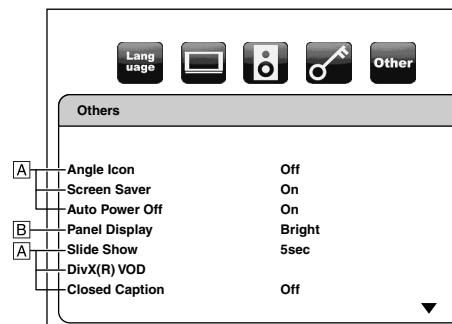 Lang
uage
Other
Others
A Angle Icon Off
Screen Saver On
Auto Power Off On
B Panel Display Bright
A Slide Show 5sec
DivX(R) VOD
Closed Caption Off